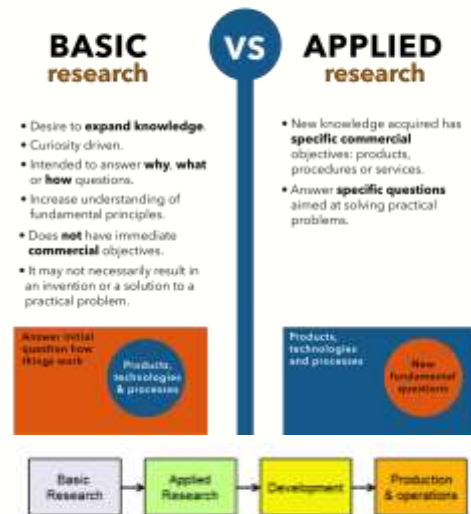 BASIC
research
VS
APPLIED
research
• Desire to expand knowledge.
• Curiosity driven.
• Intended to answer why, what
or how questions.
• Increase understanding of
fundamental principles.
• Does not have immediate
commercial objectives.
• It may not necessarily result in
an invention or a solution to a
practical problem.
• New knowledge acquired has
specific commercial
objectives: products,
procedures or services.
• Answer specific questions
aimed at solving practical
problems.
Answer initial
question how
things work
Products,
technologies
& processes
Products,
technologies
and processes
New
fundamental
questions
Basic
Research
Applied
Research
Development
Production
& operations